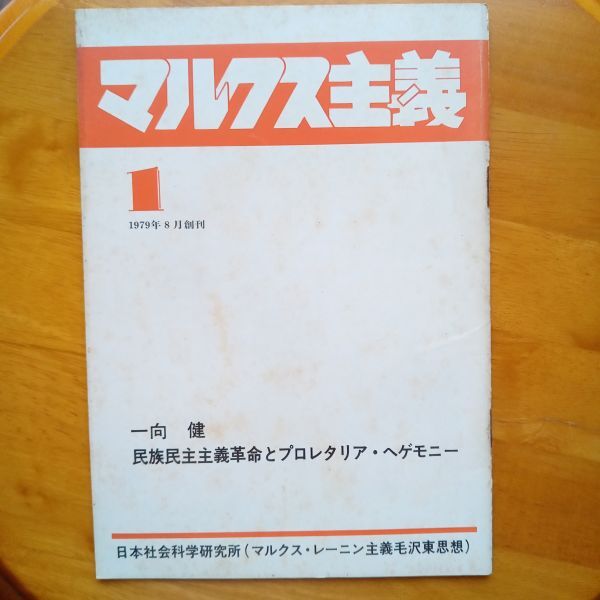 マルクス主義
1
1979年8月創刊
一向 健
民族民主主義革命とプロレタリア・ヘゲモニー
日本社会科学研究所(マルクス・レーニン主義毛沢東思想)